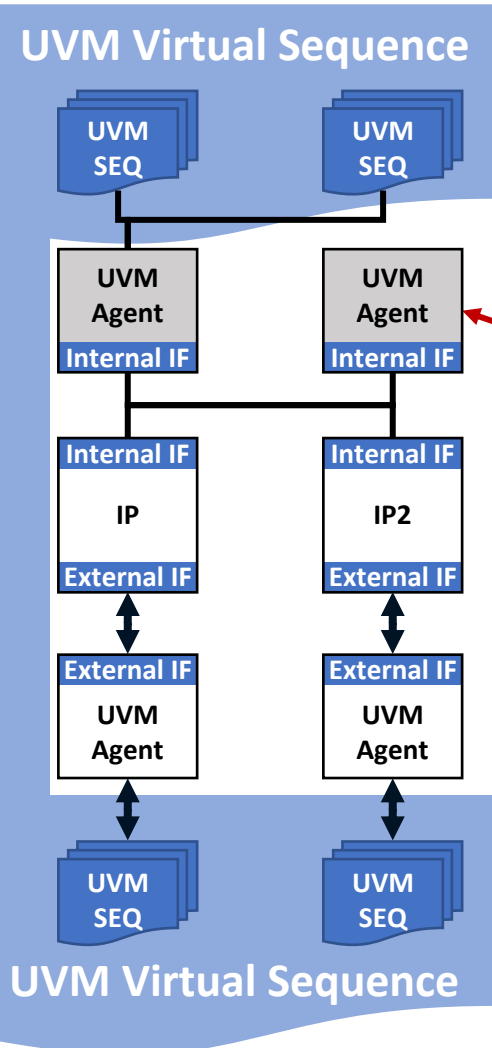 UVM Virtual Sequence
UVM
SEQ
UVM
SEQ
UVM
Agent
Internal IF
UVM
Agent
Internal IF
Internal IF
IP
External IF
Internal IF
IP2
External IF
External IF
UVM
Agent
External IF
UVM
Agent
UVM
SEQ
UVM
SEQ
UVM Virtual Sequence